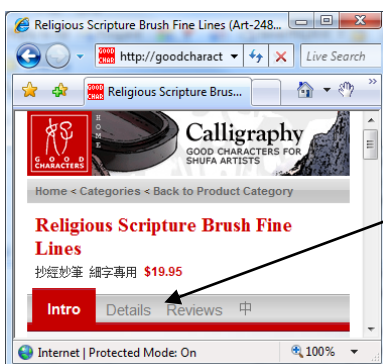 Religious Scripture Brush Fine Lines (Art-248...
http://goodcharact
Live Search
GOOD
CHAR
Religious Scripture Brus...
HOME
GOOD
CHARACTERS
Calligraphy
GOOD CHARACTERS FOR
SHUFA ARTISTS
Home < Categories < Back to Product Category
Religious Scripture Brush Fine
Lines
抄經妙筆 細字專用 $19.95
Intro Details Reviews 中
Internet | Protected Mode: On 100%